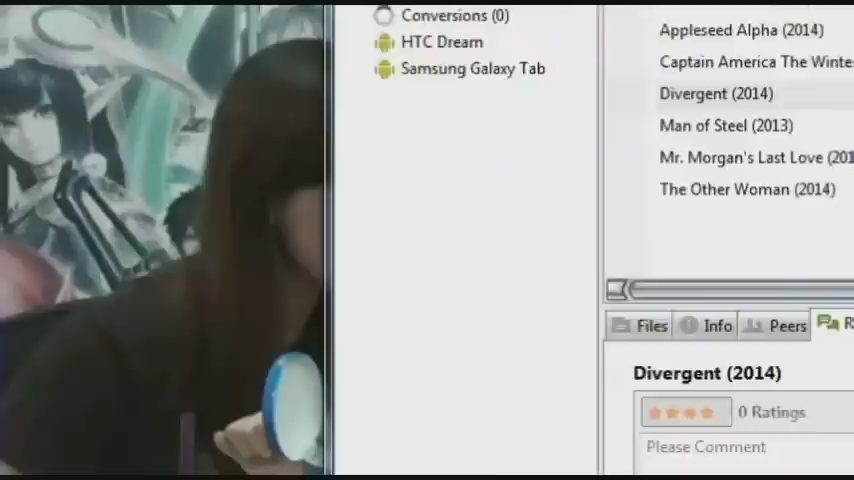 Conversions (0)
HTC Dream
Samsung Galaxy Tab
Appleseed Alpha (2014)
Captain America The Winte
Divergent (2014)
Man of Steel (2013)
Mr. Morgan's Last Love (201
The Other Woman (2014)
Files
Info
Peers
R
Divergent (2014)
0 Ratings
Please Comment